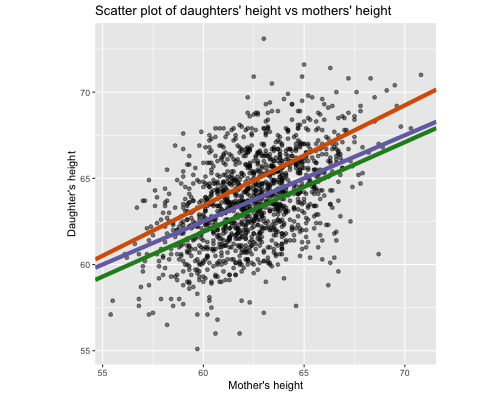 Scatter plot of daughters' height vs mothers' height
Daughter's height
70
65
60
55
55 60 65 70
Mother's height